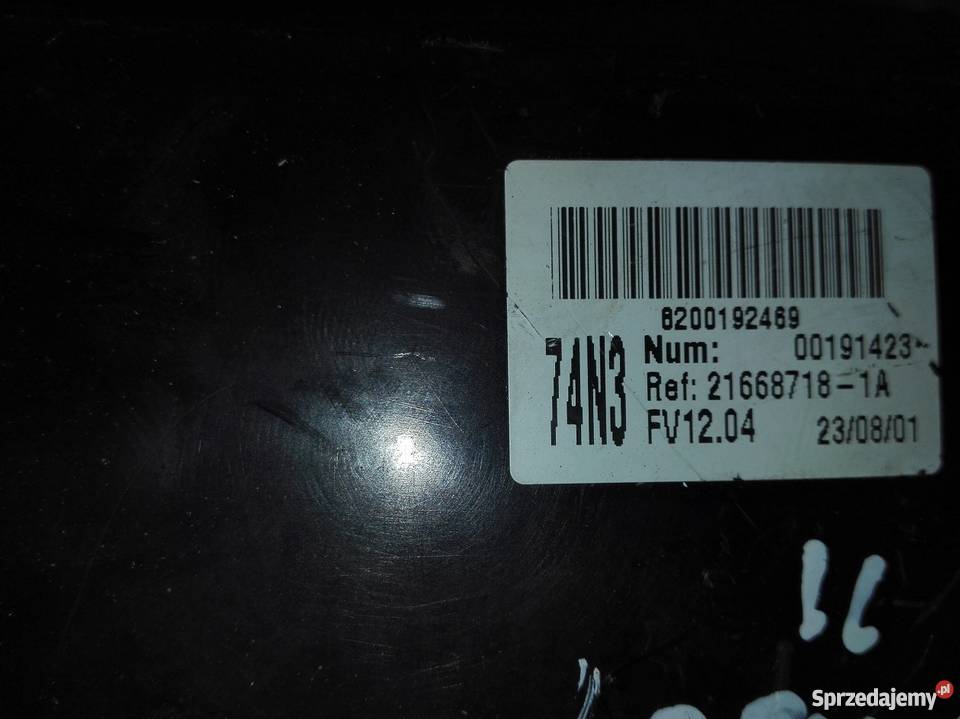 8200192469
74N3
Num: 00191423
Ref: 21668718-1A
FV12.04 23/08/01
Sprzedajemy.pl